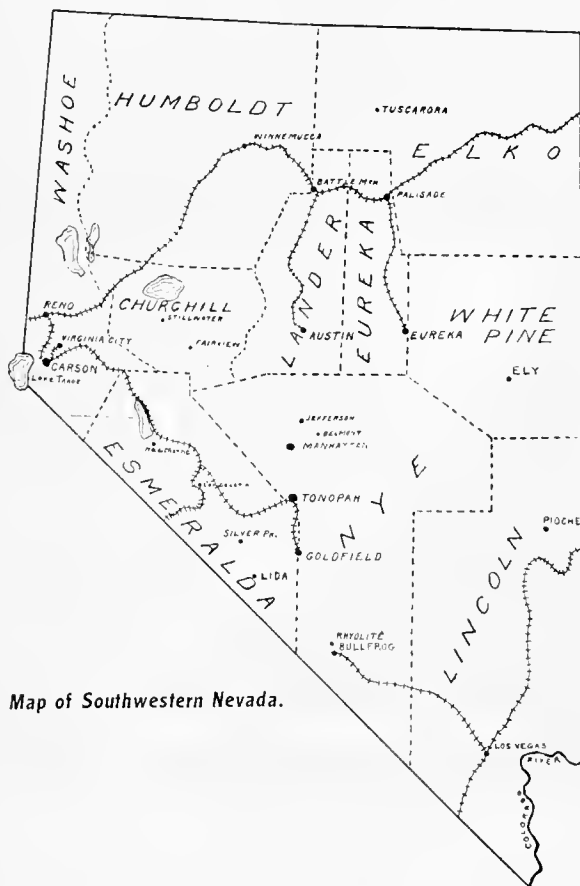 HUMBOLDT
TUSCARORA
WASHOE
WINNEMUCCA
ELKO
BATTLE MTN
PALISADE
LANDER
EUREKA
RENO
CHURCHILL
STILLWATER
WHITE
PINE
VIRGINIA CITY
FAIRVIEW
AUSTIN
EUREKA
CARSON
LAKE TAHOE
ELY
JEFFERSON
BELMONT
MANHATTAN
ESMERALDA
NYE
TONOPAH
SILVER PK.
GOLDFIELD
PIOCHE
LIDA
LINCOLN
RHYOLITE
BULLFROG
Map of Southwestern Nevada.
LOS VEGAS
RIVER
COLORADO